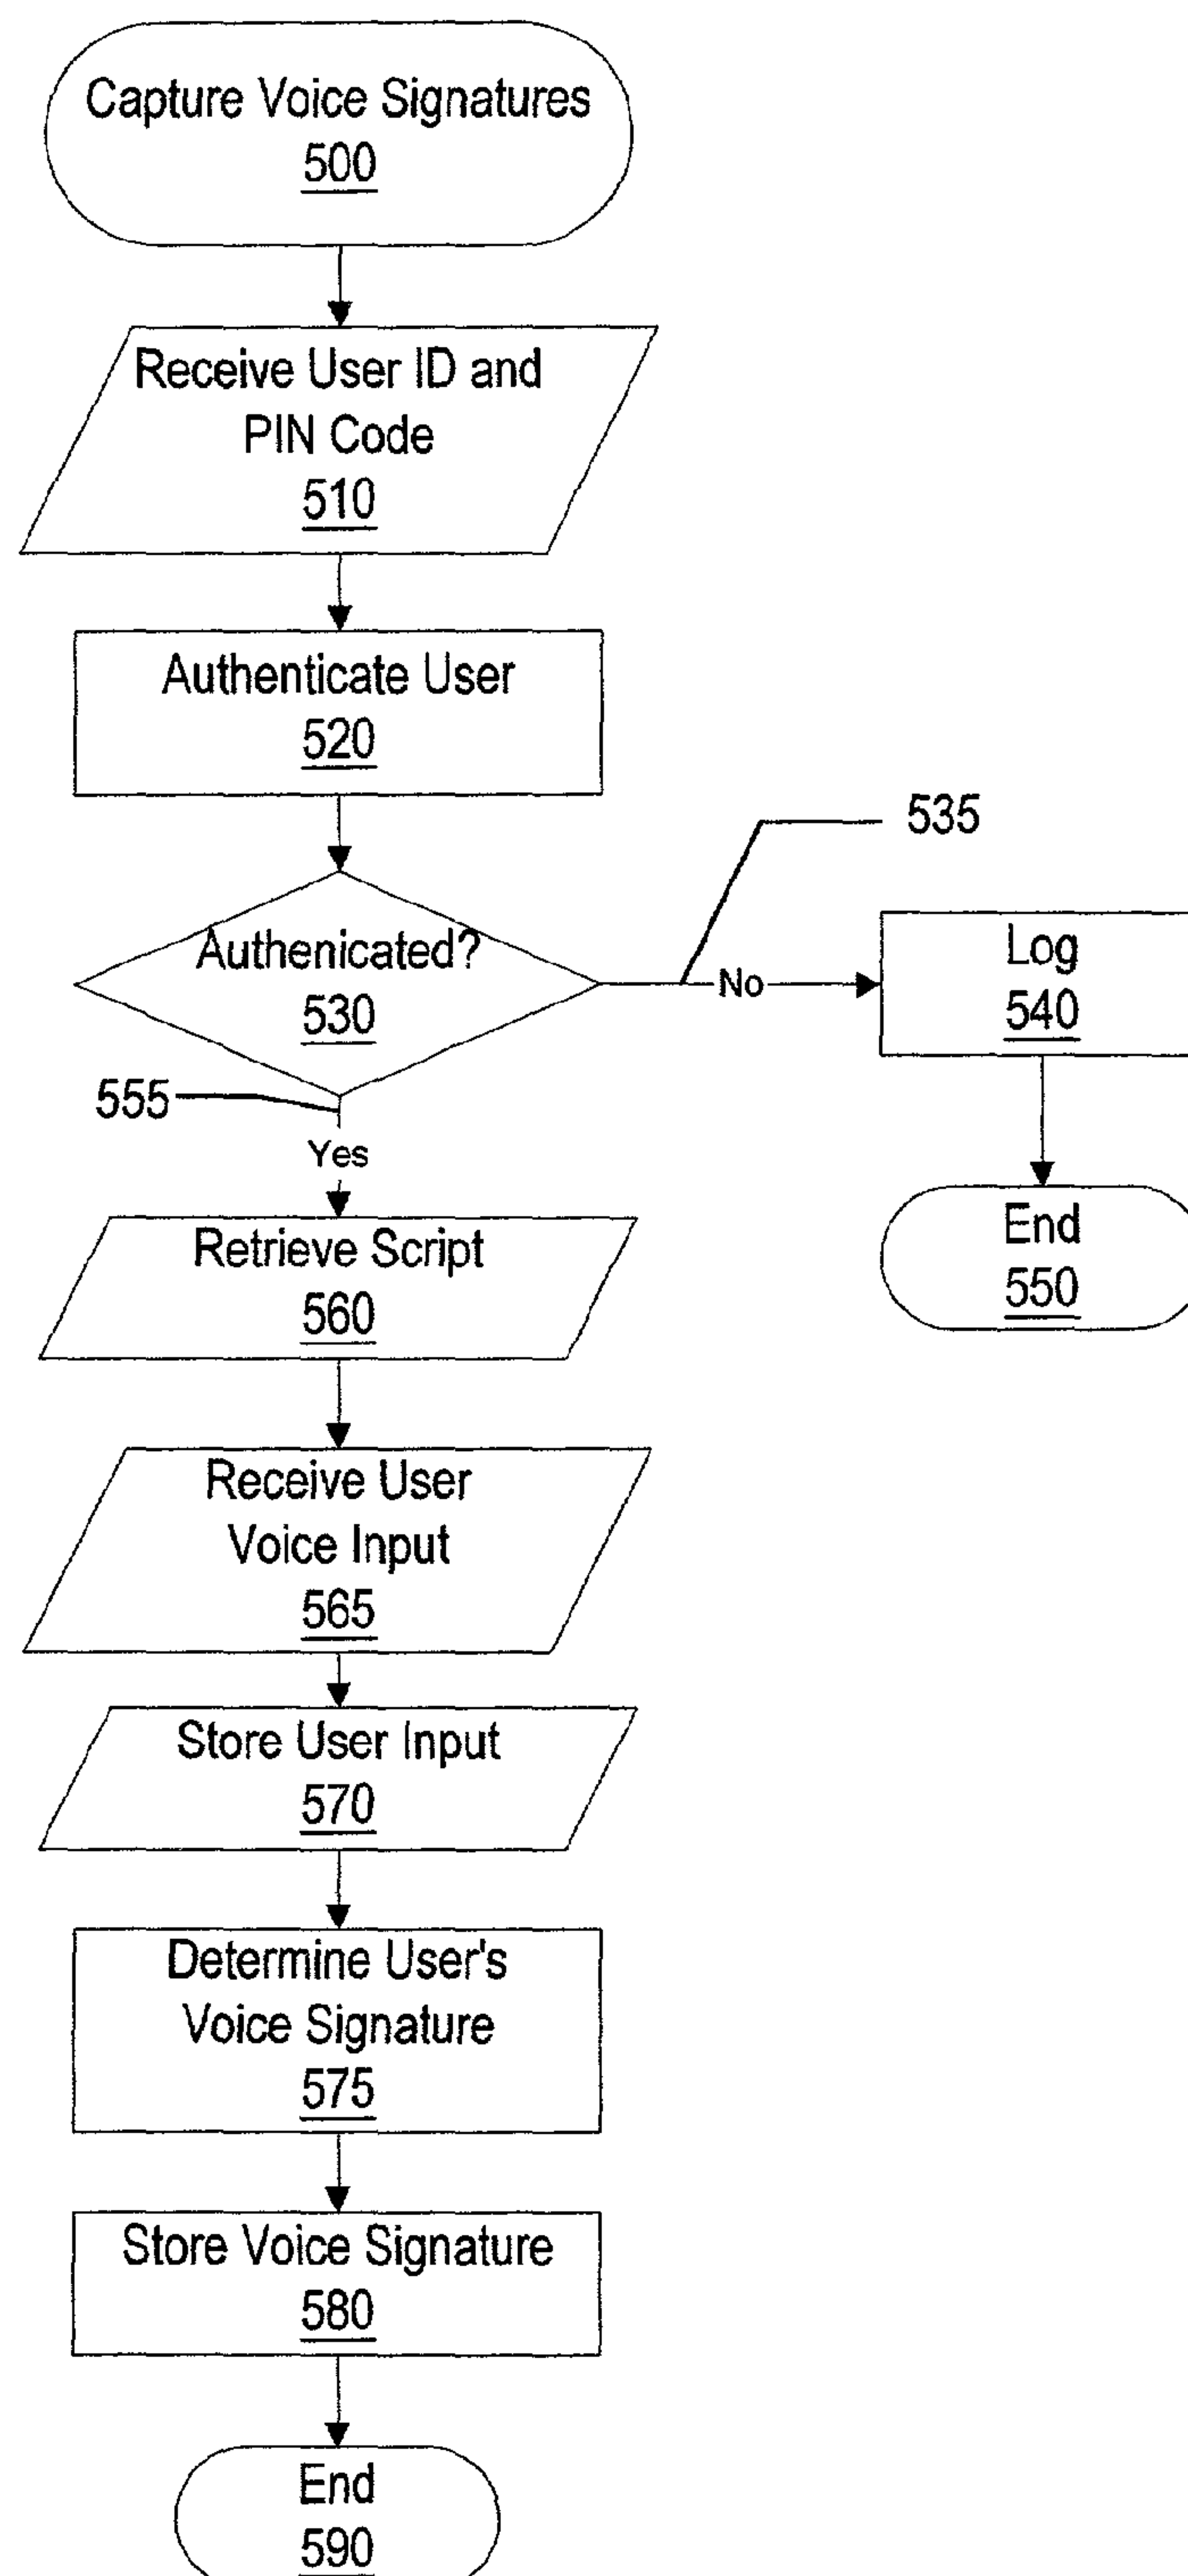 Capture Voice Signatures
500
Receive User ID and
PIN Code
510
Authenticate User
520
535
Authenicated?
530
No
Log
540
555
Yes
End
550
Retrieve Script
560
Receive User
Voice Input
565
Store User Input
570
Determine User's
Voice Signature
575
Store Voice Signature
580
End
590